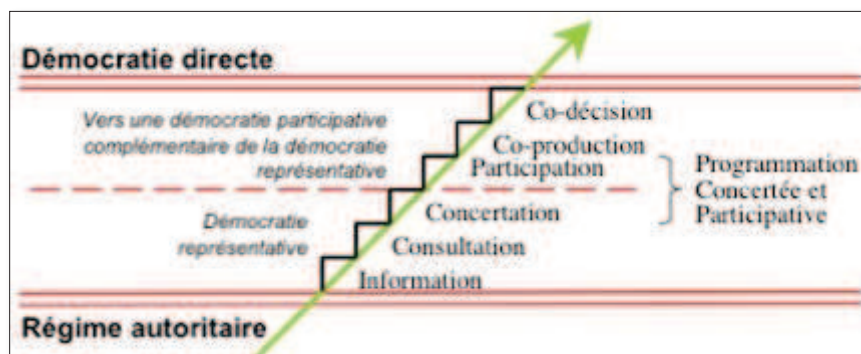 Démocratie directe
Vers une démocratie participative
complémentaire de la démocratie
représentative
Co-décision
Co-production
Participation
Programmation
Concertée et
Participative
Démocratie
représentative
Concertation
Consultation
Information
Régime autoritaire